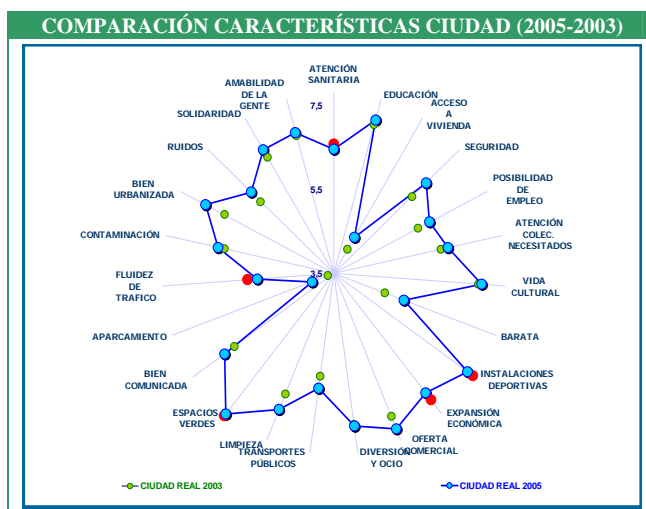 COMPARACIÓN CARACTERÍSTICAS CIUDAD (2005-2003)
ATENCIÓN
SANITARIA
EDUCACIÓN
ACCESO
A
VIVIENDA
SEGURIDAD
POSIBILIDAD
DE
EMPLEO
ATENCIÓN
COLEC.
NECESITADOS
VIDA
CULTURAL
BARATA
INSTALACIONES
DEPORTIVAS
EXPANSIÓN
ECONÓMICA
OFERTA
COMERCIAL
DIVERSIÓN
Y OCIO
TRANSPORTES
PÚBLICOS
LIMPIEZA
ESPACIOS
VERDES
BIEN
COMUNICADA
APARCAMIENTO
FLUIDEZ
DE
TRAFICO
CONTAMINACIÓN
BIEN
URBANIZADA
RUIDOS
SOLIDARIDAD
AMABILIDAD
DE LA
GENTE
7,5
5,5
3,5
CIUDAD REAL 2003
CIUDAD REAL 2005